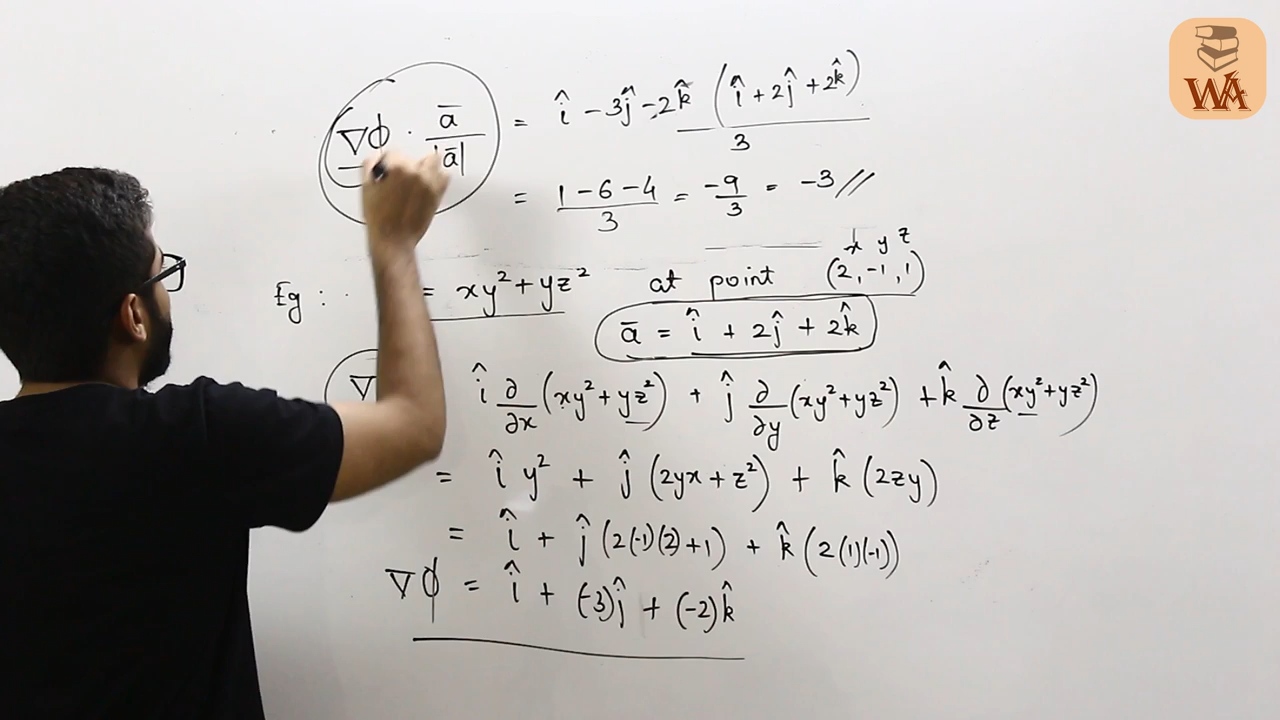 WA
∇ϕ · a̅/|a̅| = î - 3ĵ - 2k̂ (î + 2ĵ + 2k̂)/3
= (1 - 6 - 4)/3 = -9/3 = -3 //
x y z
Eg : = xy² + yz² at point (2, -1, 1)
a̅ = î + 2ĵ + 2k̂
∇ î ∂/∂x (xy² + yz²) + ĵ ∂/∂y (xy² + yz²) + k̂ ∂/∂z (xy² + yz²)
= î y² + ĵ (2yx + z²) + k̂ (2zy)
= î + ĵ (2(-1)(2) + 1) + k̂ (2(1)(-1))
∇ϕ = î + (-3)ĵ + (-2)k̂